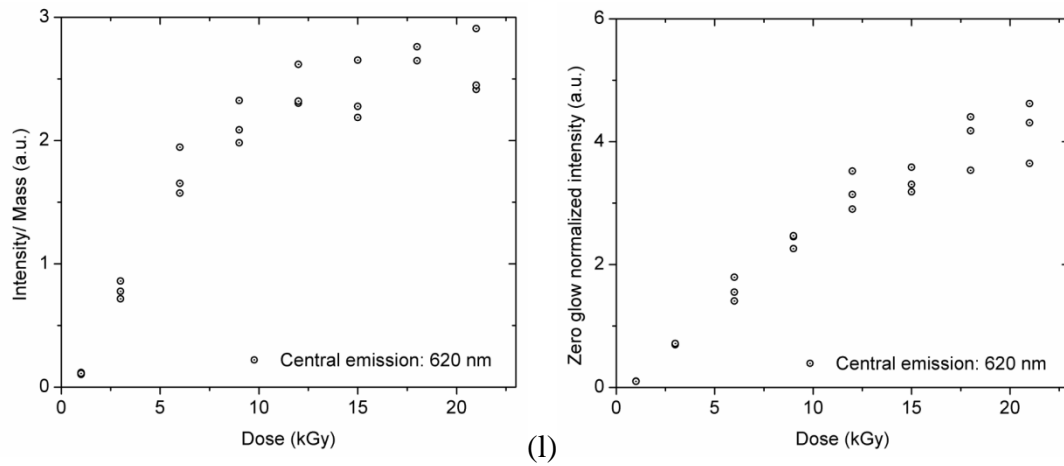 3
2
1
0
0
5
10
15
20
Intensity/ Mass (a.u.)
Central emission: 620 nm
Dose (kGy)
(l)
6
4
2
0
0
5
10
15
20
Zero glow normalized intensity (a.u.)
Central emission: 620 nm
Dose (kGy)